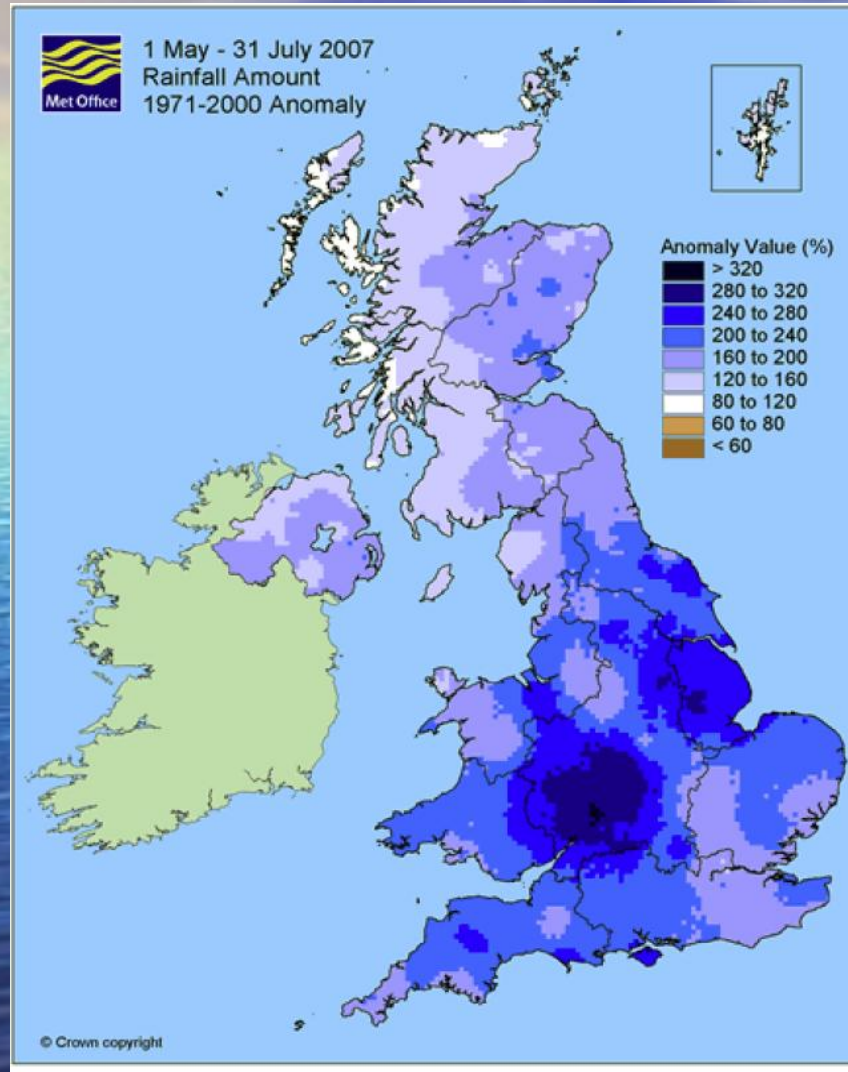 Met Office
1 May - 31 July 2007
Rainfall Amount
1971-2000 Anomaly
Anomaly Value (%)
> 320
280 to 320
240 to 280
200 to 240
160 to 200
120 to 160
80 to 120
60 to 80
< 60
© Crown copyright